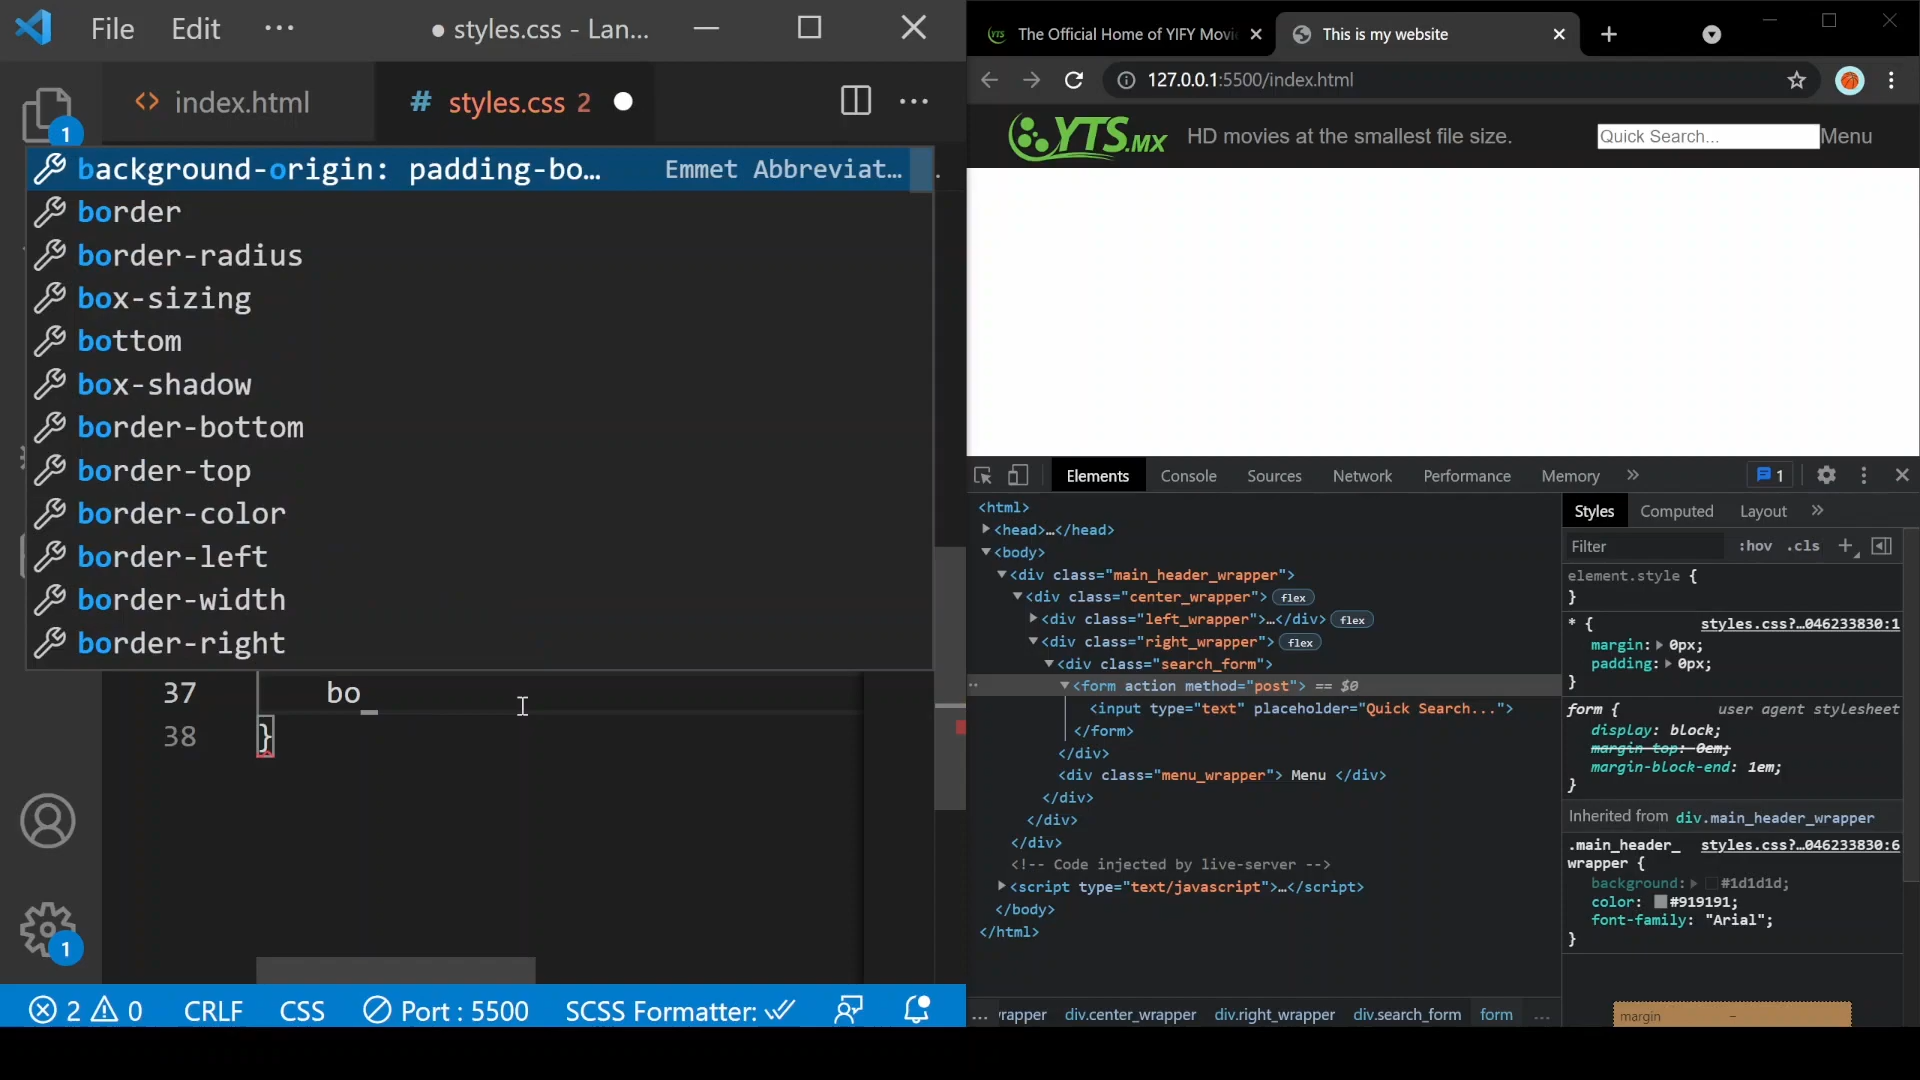 File Edit ··· ● styles.css - Lan...
index.html # styles.css 2 ● ···
1
background-origin: padding-bo... Emmet Abbreviat...
border
border-radius
box-sizing
bottom
box-shadow
border-bottom
border-top
border-color
border-left
border-width
border-right
37 bo_
38 }
1
2 0 CRLF CSS Port : 5500 SCSS Formatter:
YTS The Official Home of YIFY Movi
This is my website
127.0.0.1:5500/index.html
YTS.MX HD movies at the smallest file size. Quick Search... Menu
Elements Console Sources Network Performance Memory » 1
<html>
<head>…</head>
<body>
<div class="main_header_wrapper">
<div class="center_wrapper"> flex
<div class="left_wrapper">…</div> flex
<div class="right_wrapper"> flex
<div class="search_form">
<form action method="post"> == $0
<input type="text" placeholder="Quick Search...">
</form>
</div>
<div class="menu_wrapper"> Menu </div>
</div>
</div>
</div>
<!-- Code injected by live-server -->
<script type="text/javascript">…</script>
</body>
</html>
... vrapper div.center_wrapper div.right_wrapper div.search_form form ...
Styles Computed Layout »
Filter :hov .cls +
element.style {
}
* { styles.css?…046233830:1
margin: 0px;
padding: 0px;
}
form { user agent stylesheet
display: block;
margin-top: 0em;
margin-block-end: 1em;
}
Inherited from div.main_header_wrapper
.main_header_ styles.css?…046233830:6
wrapper {
background: #1d1d1d;
color: #919191;
font-family: "Arial";
}
margin –